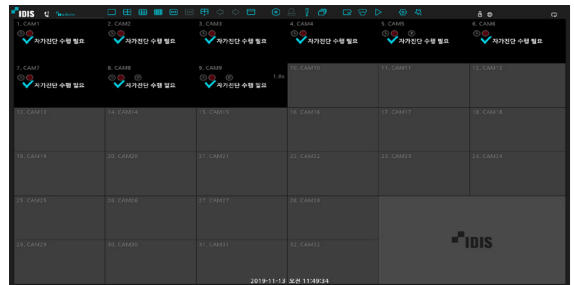 IDIS
1. CAM1
2. CAM2
3. CAM3
4. CAM4
5. CAM5
6. CAM6
자가진단 수행 필요
자가진단 수행 필요
자가진단 수행 필요
자가진단 수행 필요
자가진단 수행 필요
자가진단 수행 필요
7. CAM7
8. CAM8
9. CAM9
10. CAM10
11. CAM11
12. CAM12
1.0x
자가진단 수행 필요
자가진단 수행 필요
자가진단 수행 필요
13. CAM13
14. CAM14
15. CAM15
16. CAM16
17. CAM17
18. CAM18
19. CAM19
20. CAM20
21. CAM21
22. CAM22
23. CAM23
24. CAM24
25. CAM25
26. CAM26
27. CAM27
28. CAM28
IDIS
29. CAM29
30. CAM30
31. CAM31
32. CAM32
2019-11-13 오전 11:49:34